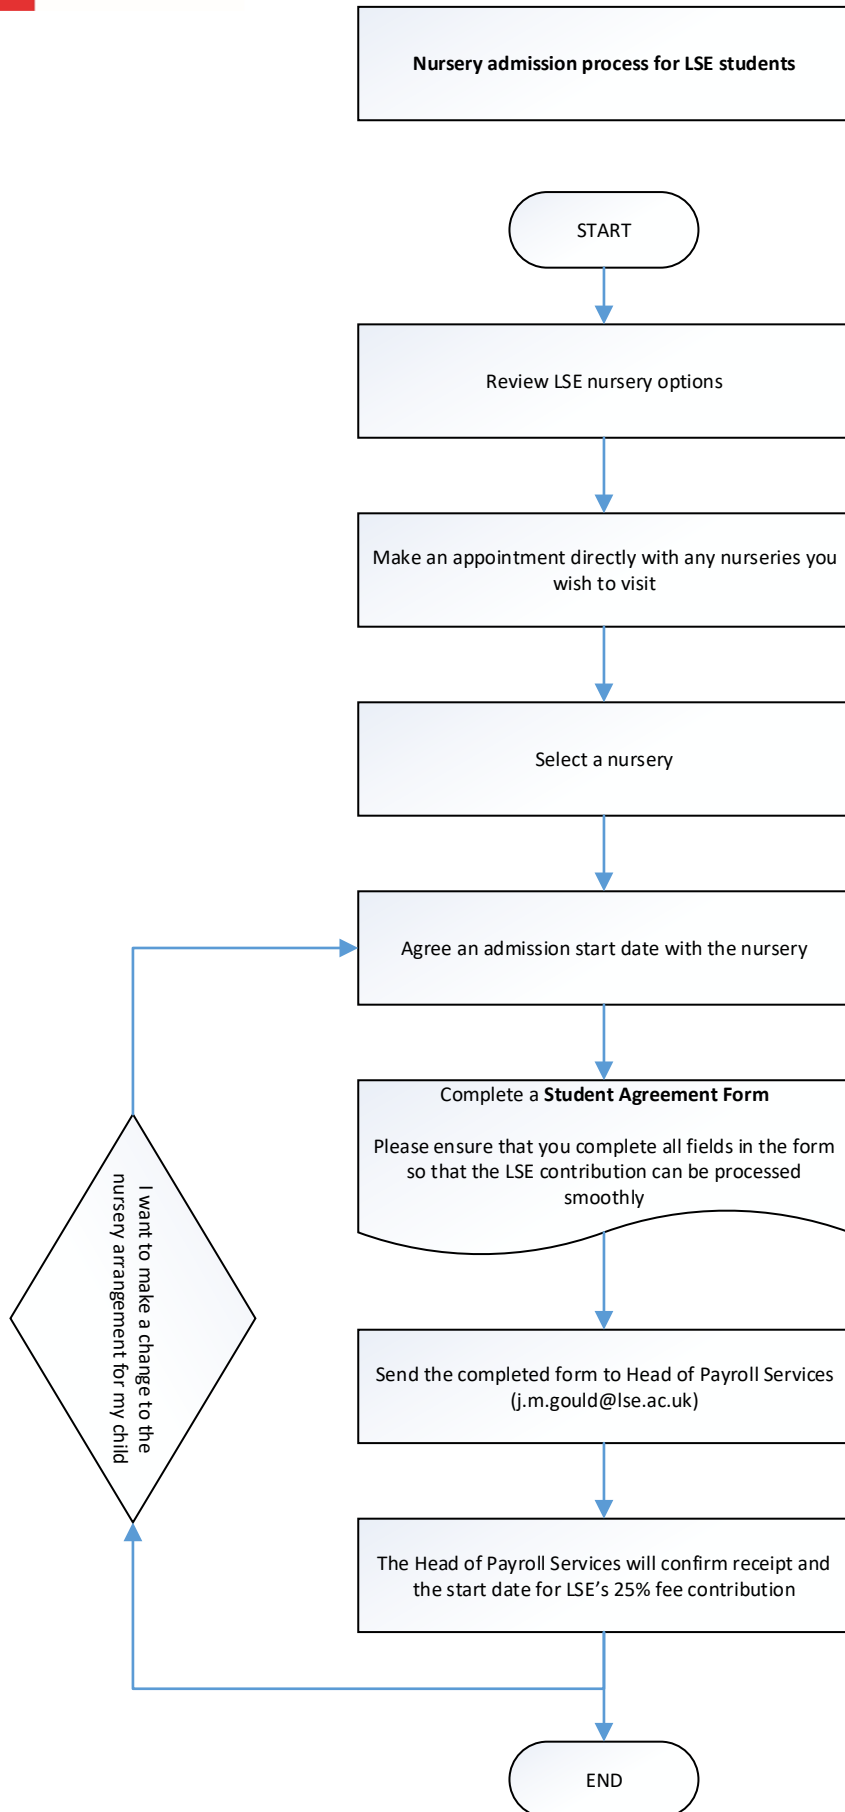 Nursery admission process for LSE students
START
Review LSE nursery options
Make an appointment directly with any nurseries you
wish to visit
Select a nursery
Agree an admission start date with the nursery
Complete a Student Agreement Form
Please ensure that you complete all fields in the form
so that the LSE contribution can be processed
smoothly
I want to make a change to the
nursery arrangement for my child
Send the completed form to Head of Payroll Services
(j.m.gould@lse.ac.uk)
The Head of Payroll Services will confirm receipt and
the start date for LSE’s 25% fee contribution
END